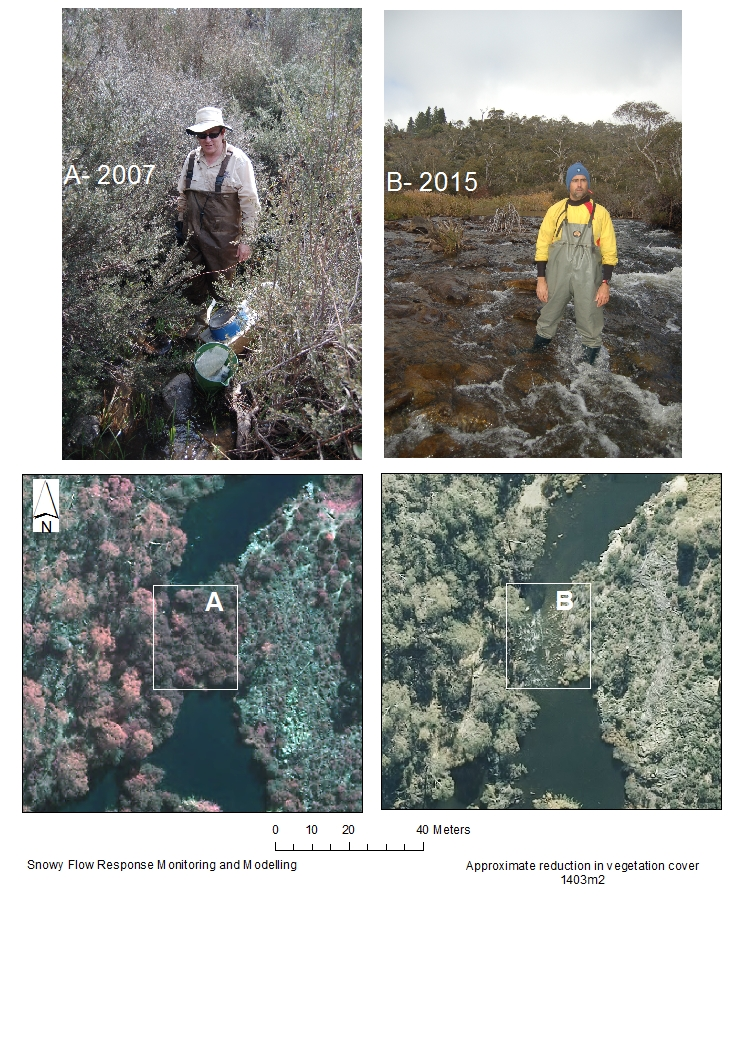 A- 2007
B- 2015
N
A
B
0 10 20 40 Meters
Snowy Flow Response Monitoring and Modelling
Approximate reduction in vegetation cover
1403m2